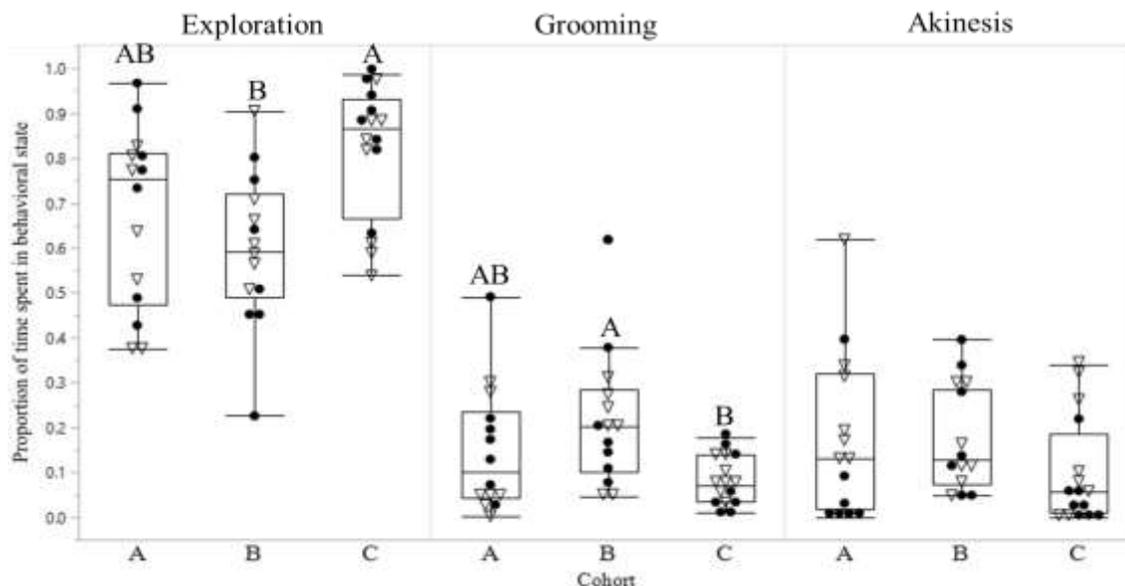 Exploration Grooming Akinesis
AB B A
AB A B
Proportion of time spent in behavioral state
1.0
0.9
0.8
0.7
0.6
0.5
0.4
0.3
0.2
0.1
0.0
A B C A B C A B C
Cohort